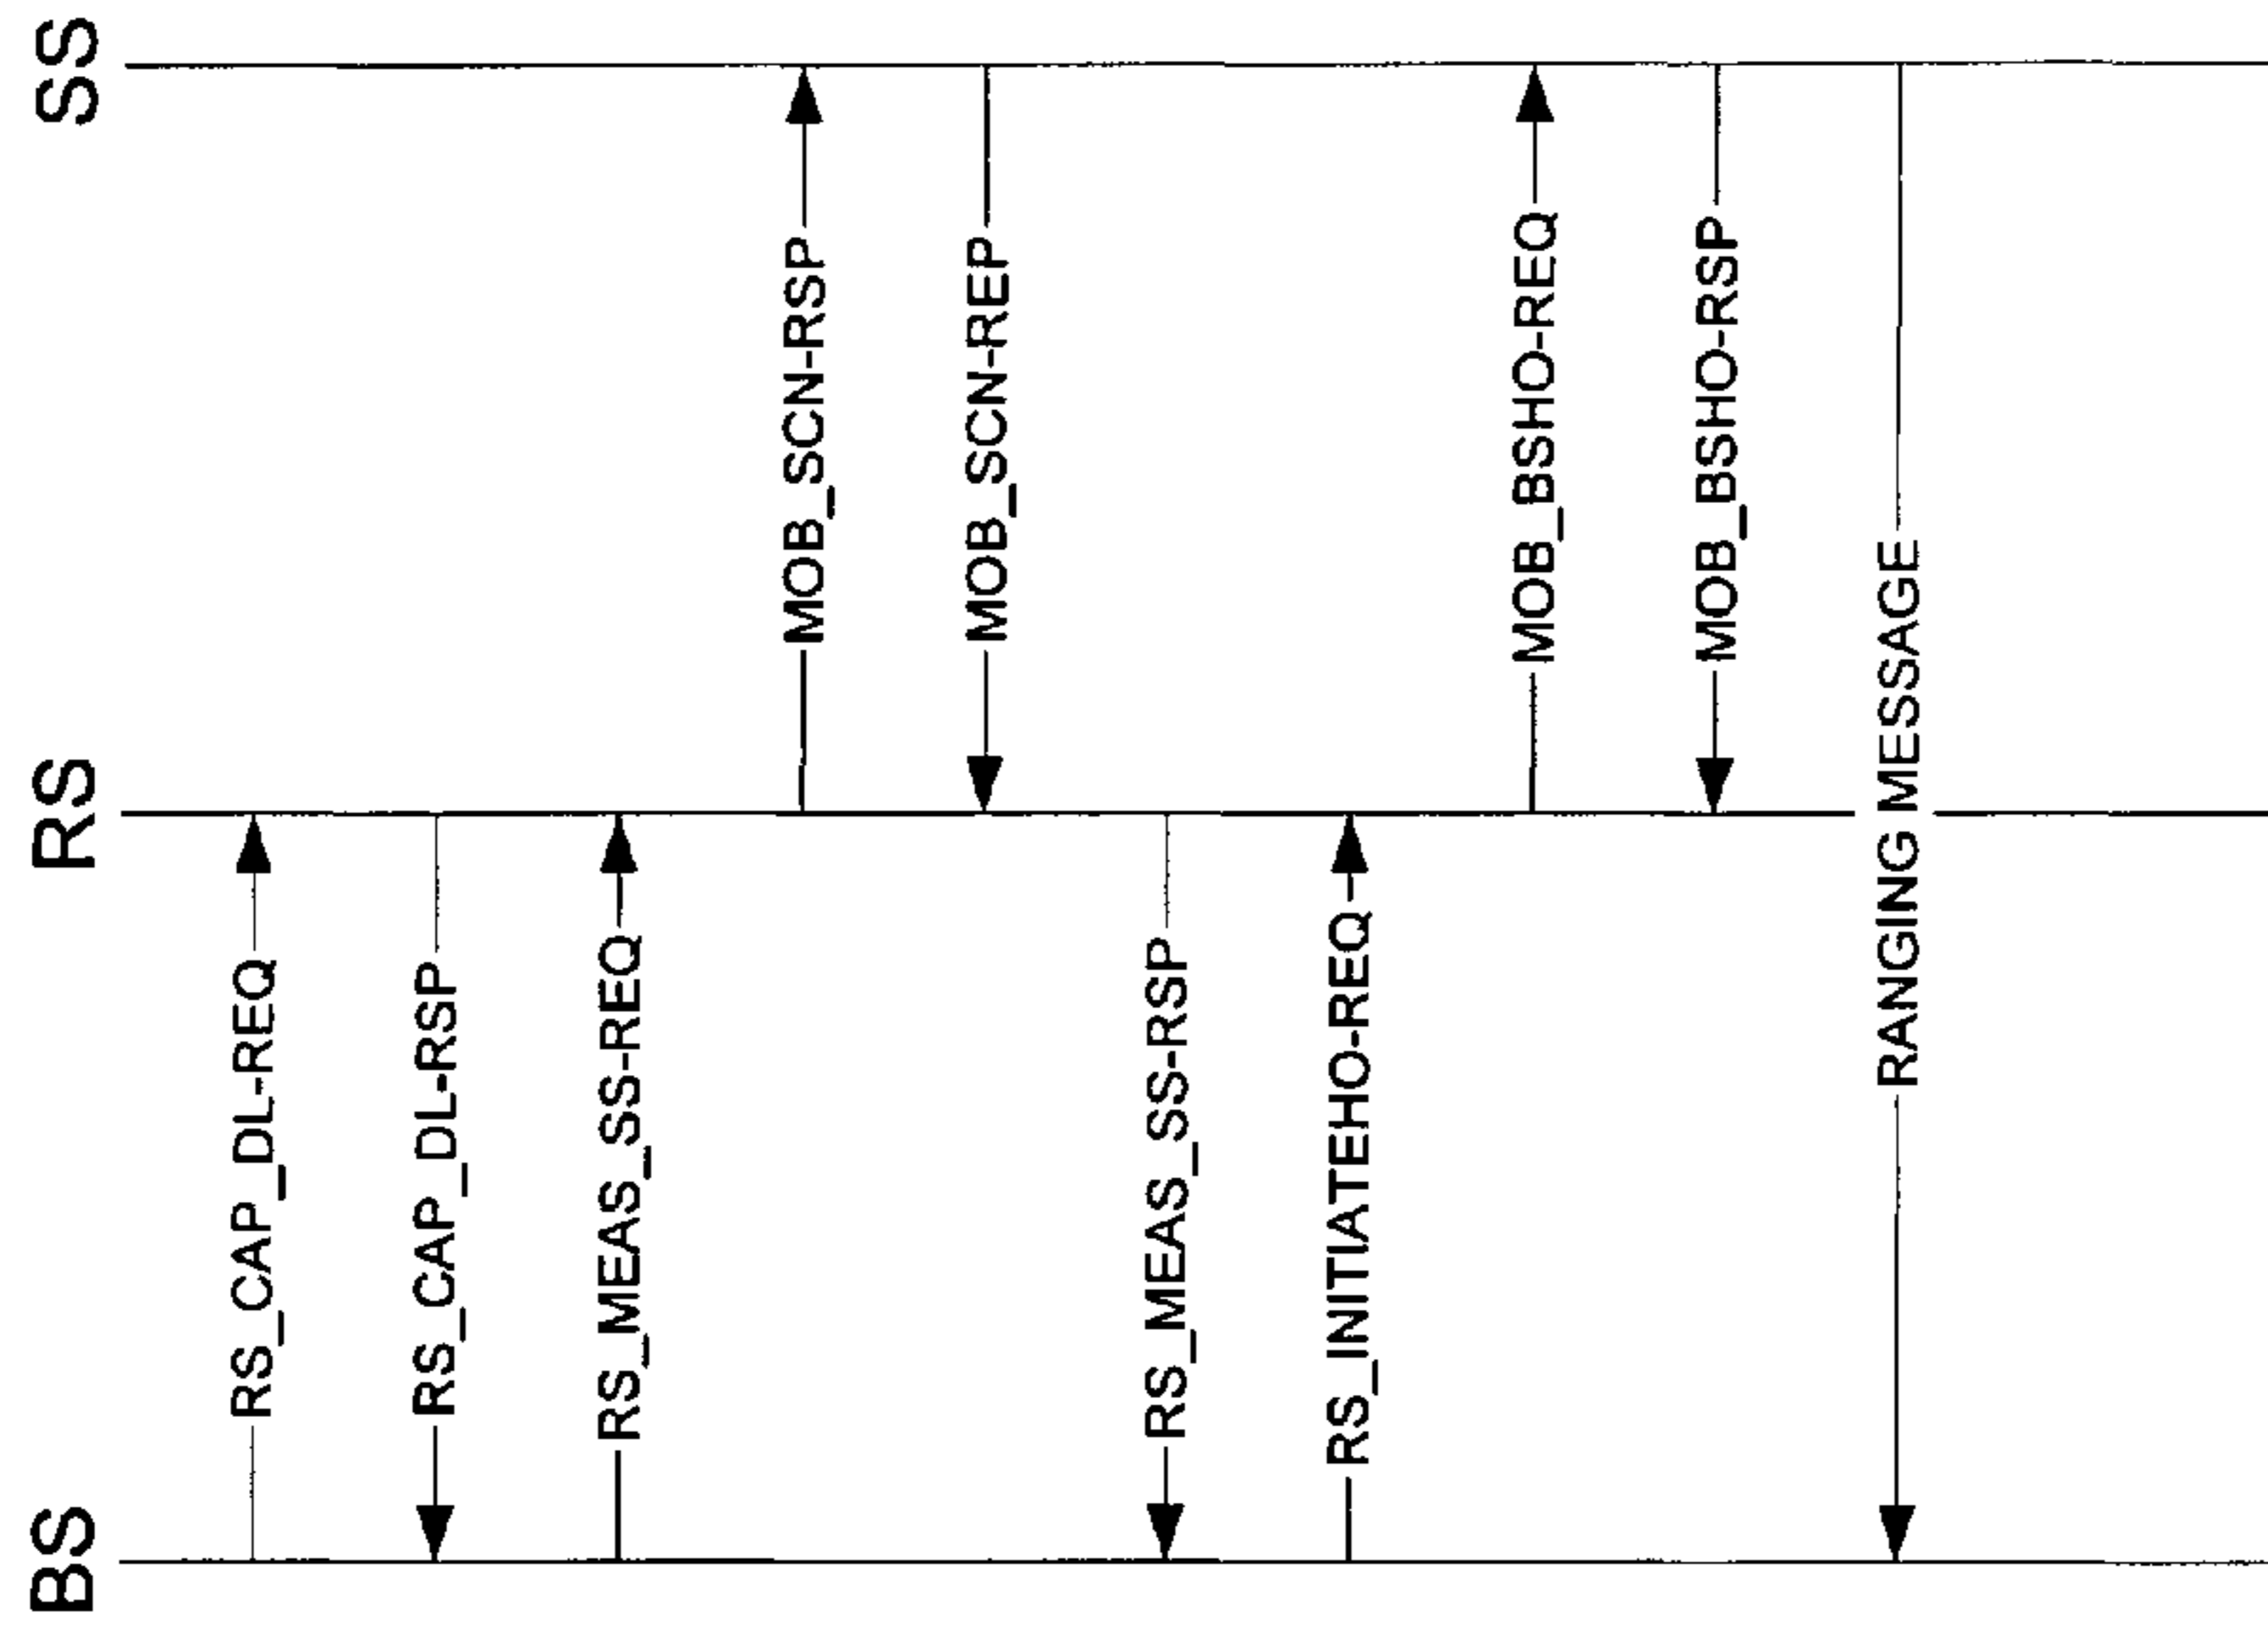 BS
RS
SS
RS_CAP_DL-REQ
RS_CAP_DL-RSP
RS_MEAS_SS-REQ
MOB_SCN-RSP
MOB_SCN-REP
RS_MEAS_SS-RSP
RS_INITIATEHO-REQ
MOB_BSHO-REQ
MOB_BSHO-RSP
RANGING MESSAGE